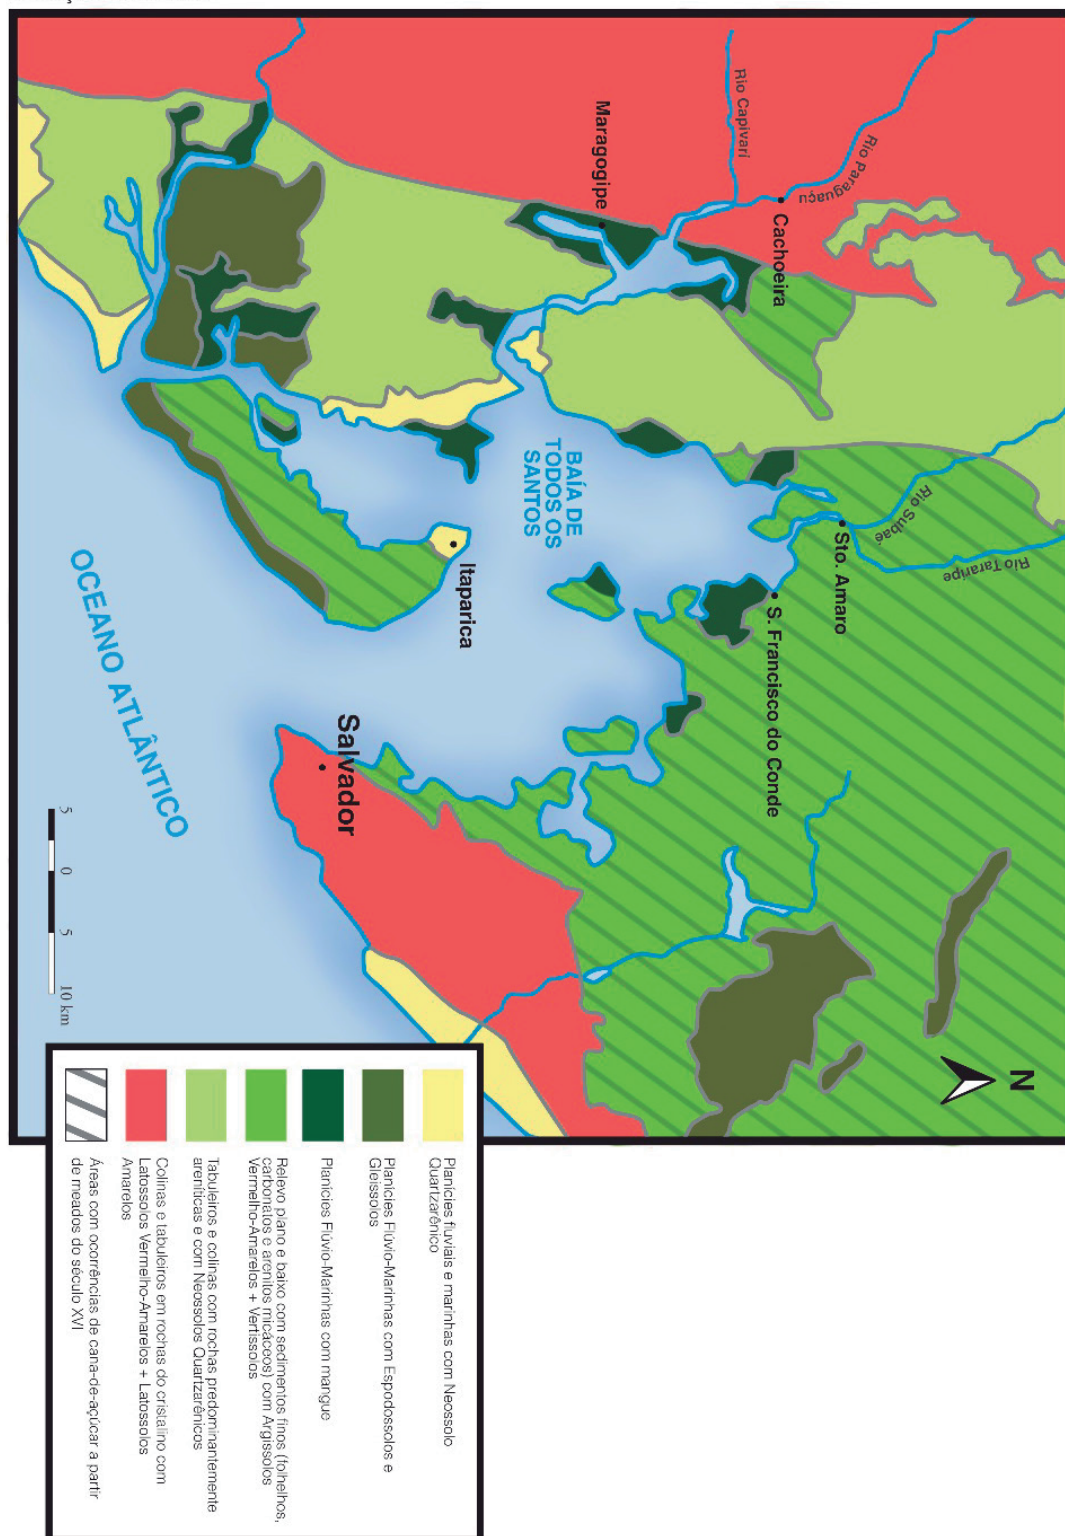 Rio Capivari
Rio Paraguaçu
Maragogipe
Cachoeira
BAÍA DE
TODOS OS
SANTOS
Rio Subaé
Rio Tararipe
Sto. Amaro
S. Francisco do Conde
Itaparica
Salvador
OCEANO ATLÂNTICO
5 0 5 10 km
N
Planícies fluviais e marinhas com Neossolo
Quartzarênico
Planícies Flúvio-Marinhas com Espodossolos e
Gleissolos
Planícies Flúvio-Marinhas com mangue
Relevo plano e baixo com sedimentos finos (folhelhos,
carbonatos e arenitos micáceos) com Argissolos
Vermelho-Amarelos + Vertissolos
Tabuleiros e colinas com rochas predominantemente
areníticas e com Neossolos Quartzarênicos
Colinas e tabuleiros em rochas do cristalino com
Latossolos Vermelho-Amarelos + Latossolos
Amarelos
Áreas com ocorrências de cana-de-açúcar a partir
de meados do século XVI